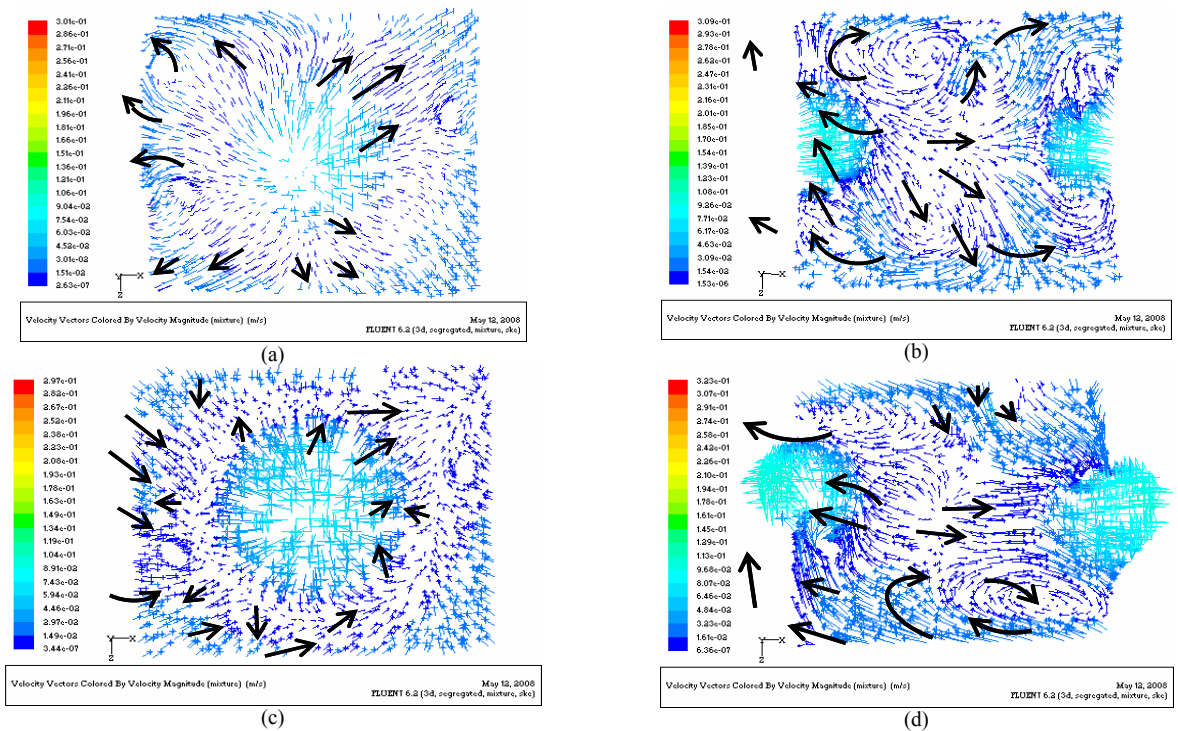 3.01e-01
2.86e-01
2.71e-01
2.56e-01
2.41e-01
2.26e-01
2.11e-01
1.96e-01
1.81e-01
1.66e-01
1.51e-01
1.36e-01
1.21e-01
1.06e-01
9.04e-02
7.54e-02
6.03e-02
4.52e-02
3.01e-02
1.51e-02
2.63e-07
Y X
Z
Velocity Vectors Colored By Velocity Magnitude (mixture) (m/s)
May 12, 2008
FLUENT 6.2 (3d, segregated, mixture, ske)
(a)
3.09e-01
2.93e-01
2.78e-01
2.62e-01
2.47e-01
2.31e-01
2.16e-01
2.01e-01
1.85e-01
1.70e-01
1.54e-01
1.39e-01
1.23e-01
1.08e-01
9.26e-02
7.71e-02
6.17e-02
4.63e-02
3.09e-02
1.54e-02
1.53e-06
Y X
Z
Velocity Vectors Colored By Velocity Magnitude (mixture) (m/s)
May 12, 2008
FLUENT 6.2 (3d, segregated, mixture, ske)
(b)
2.97e-01
2.82e-01
2.67e-01
2.52e-01
2.38e-01
2.23e-01
2.08e-01
1.93e-01
1.78e-01
1.63e-01
1.49e-01
1.34e-01
1.19e-01
1.04e-01
8.91e-02
7.43e-02
5.94e-02
4.46e-02
2.97e-02
1.49e-02
3.44e-07
Y X
Z
Velocity Vectors Colored By Velocity Magnitude (mixture) (m/s)
May 12, 2008
FLUENT 6.2 (3d, segregated, mixture, ske)
(c)
3.23e-01
3.07e-01
2.91e-01
2.74e-01
2.58e-01
2.42e-01
2.26e-01
2.10e-01
1.94e-01
1.78e-01
1.61e-01
1.45e-01
1.29e-01
1.13e-01
9.68e-02
8.07e-02
6.46e-02
4.84e-02
3.23e-02
1.61e-02
6.36e-07
Y X
Z
Velocity Vectors Colored By Velocity Magnitude (mixture) (m/s)
May 12, 2008
FLUENT 6.2 (3d, segregated, mixture, ske)
(d)